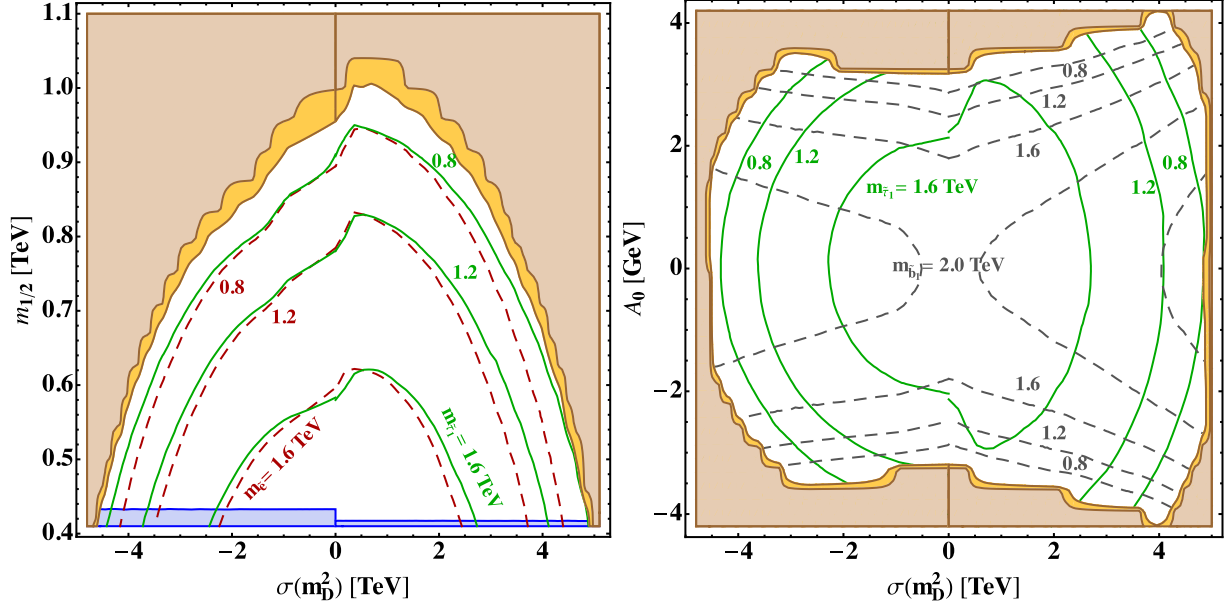 1.1
1.0
0.9
0.8
0.7
0.6
0.5
0.4
m1/2 [TeV]
0.8
1.2
0.8
1.2
mẽ = 1.6 TeV
mτ̃1 = 1.6 TeV
−4 −2 0 2 4
σ(m²D) [TeV]
4
2
0
−2
−4
A0 [GeV]
0.8
1.2
1.6
0.8
1.2
0.8
1.2
mτ̃1 = 1.6 TeV
mb̃1 = 2.0 TeV
1.6
1.2
0.8
−4 −2 0 2 4
σ(m²D) [TeV]